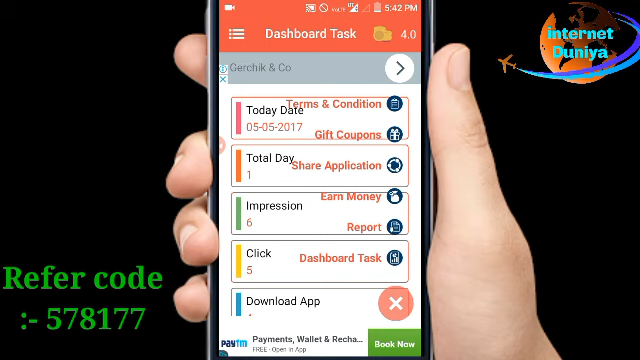 VoLTE 5:42 PM
Dashboard Task 4.0
Gerchik & Co
Terms & Condition
Today Date
05-05-2017
Gift Coupons
Total Day
1
Share Application
Earn Money
Impression
6
Report
Click
5
Dashboard Task
Download App
PAYTM Payments, Wallet & Recha...
FREE - Open in App
Book Now
internet
Duniya
Refer code
:- 578177